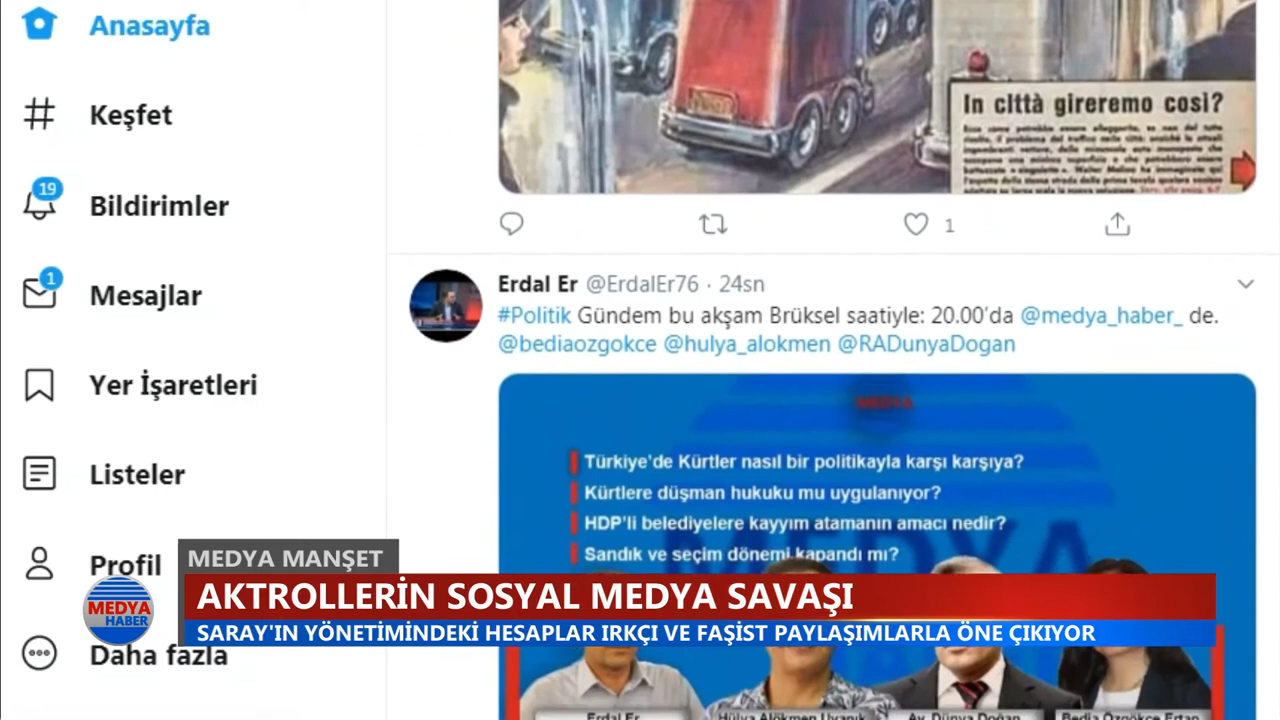 Anasayfa
Keşfet
19
Bildirimler
1
Mesajlar
Yer İşaretleri
Listeler
Profil
Daha fazla
In città gireremo così?
1
Erdal Er @ErdalEr76 · 24sn
#Politik Gündem bu akşam Brüksel saatiyle: 20.00'da @medya_haber_ de.
@bediaozgokce @hulya_alokmen @RADunyaDogan
MEDYA
Türkiye'de Kürtler nasıl bir politikayla karşı karşıya?
Kürtlere düşman hukuku mu uygulanıyor?
HDP'li belediyelere kayyım atamanın amacı nedir?
Sandık ve seçim dönemi kapandı mı?
MEDYA MANŞET
AKTROLLERİN SOSYAL MEDYA SAVAŞI
MEDYA
HABER
SARAY'IN YÖNETİMİNDEKİ HESAPLAR IRKÇI VE FAŞİST PAYLAŞIMLARLA ÖNE ÇIKIYOR
Erdal Er
Hülya Alökmen Uyanık
Av. Dünya Doğan
Bedia Özgökçe Ertan